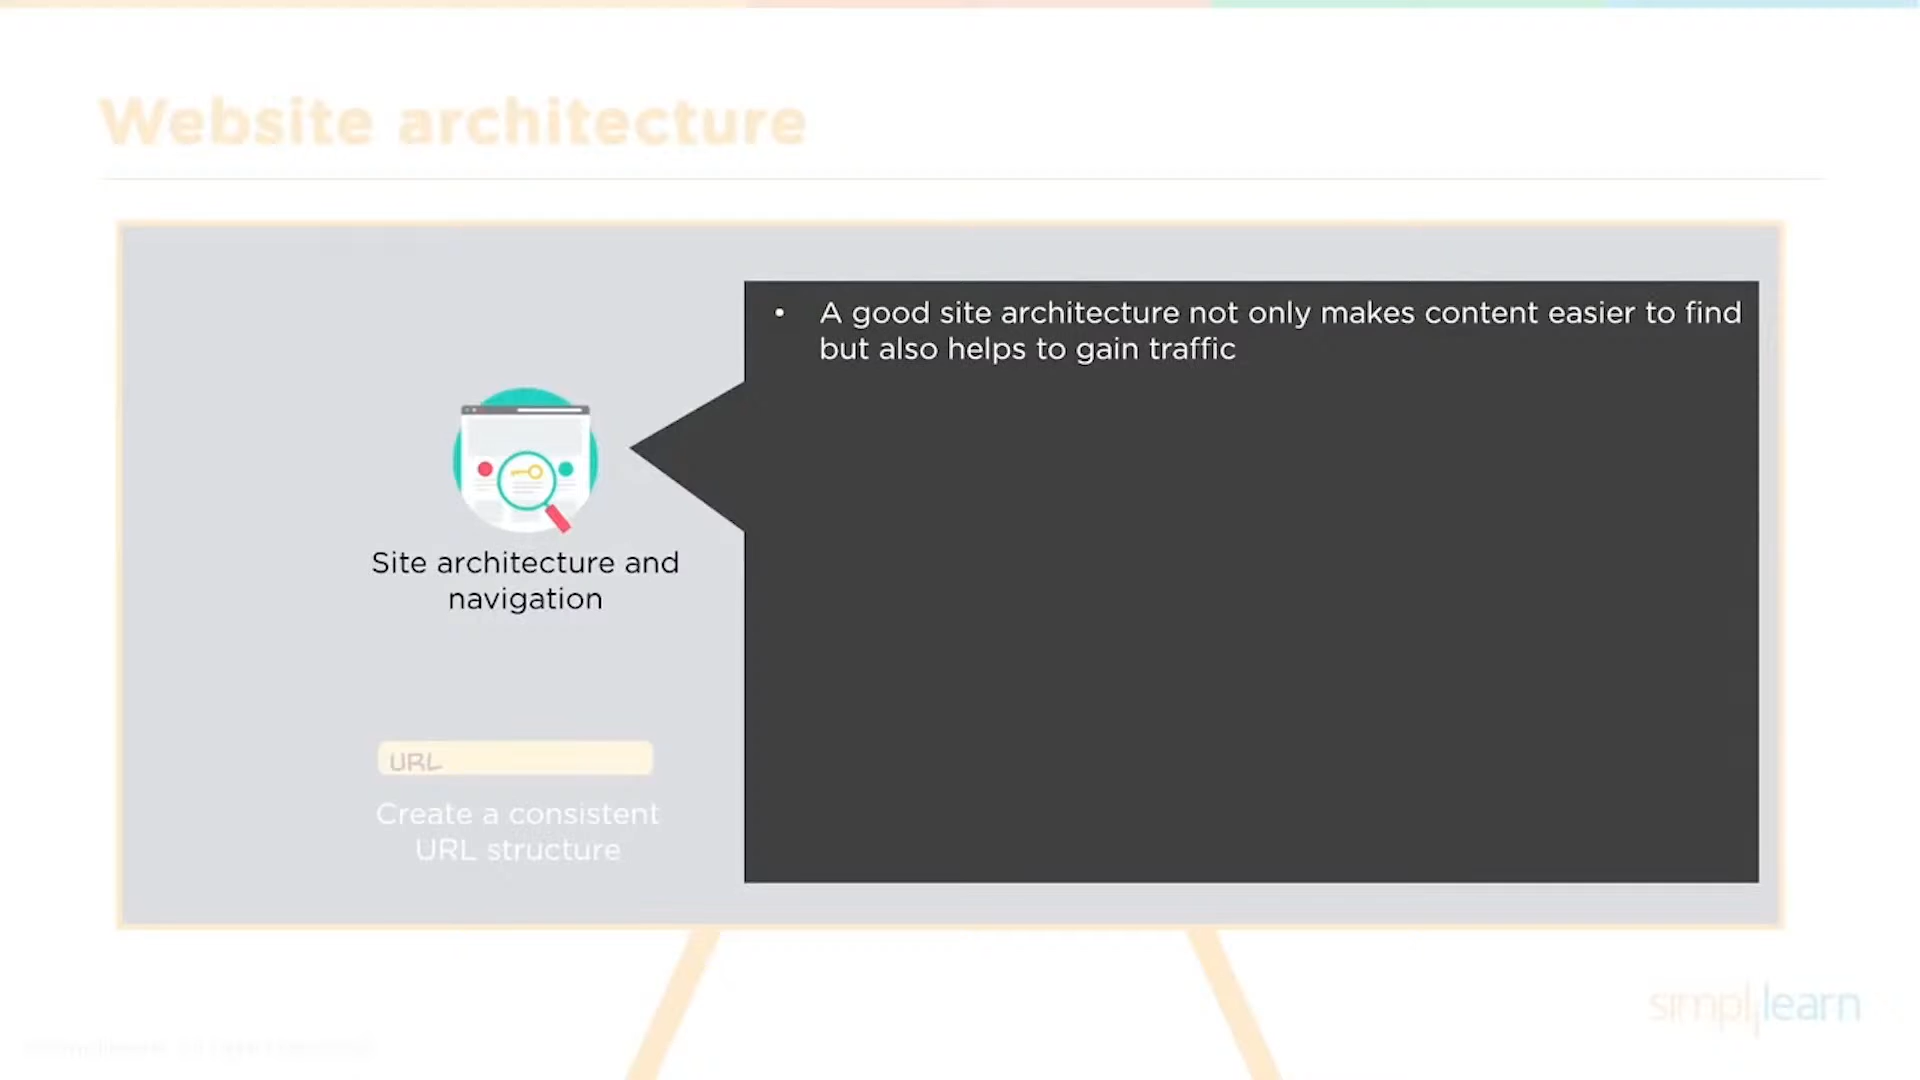 Website architecture
• A good site architecture not only makes content easier to find
but also helps to gain traffic
Site architecture and
navigation
URL
Create a consistent
URL structure
simplilearn